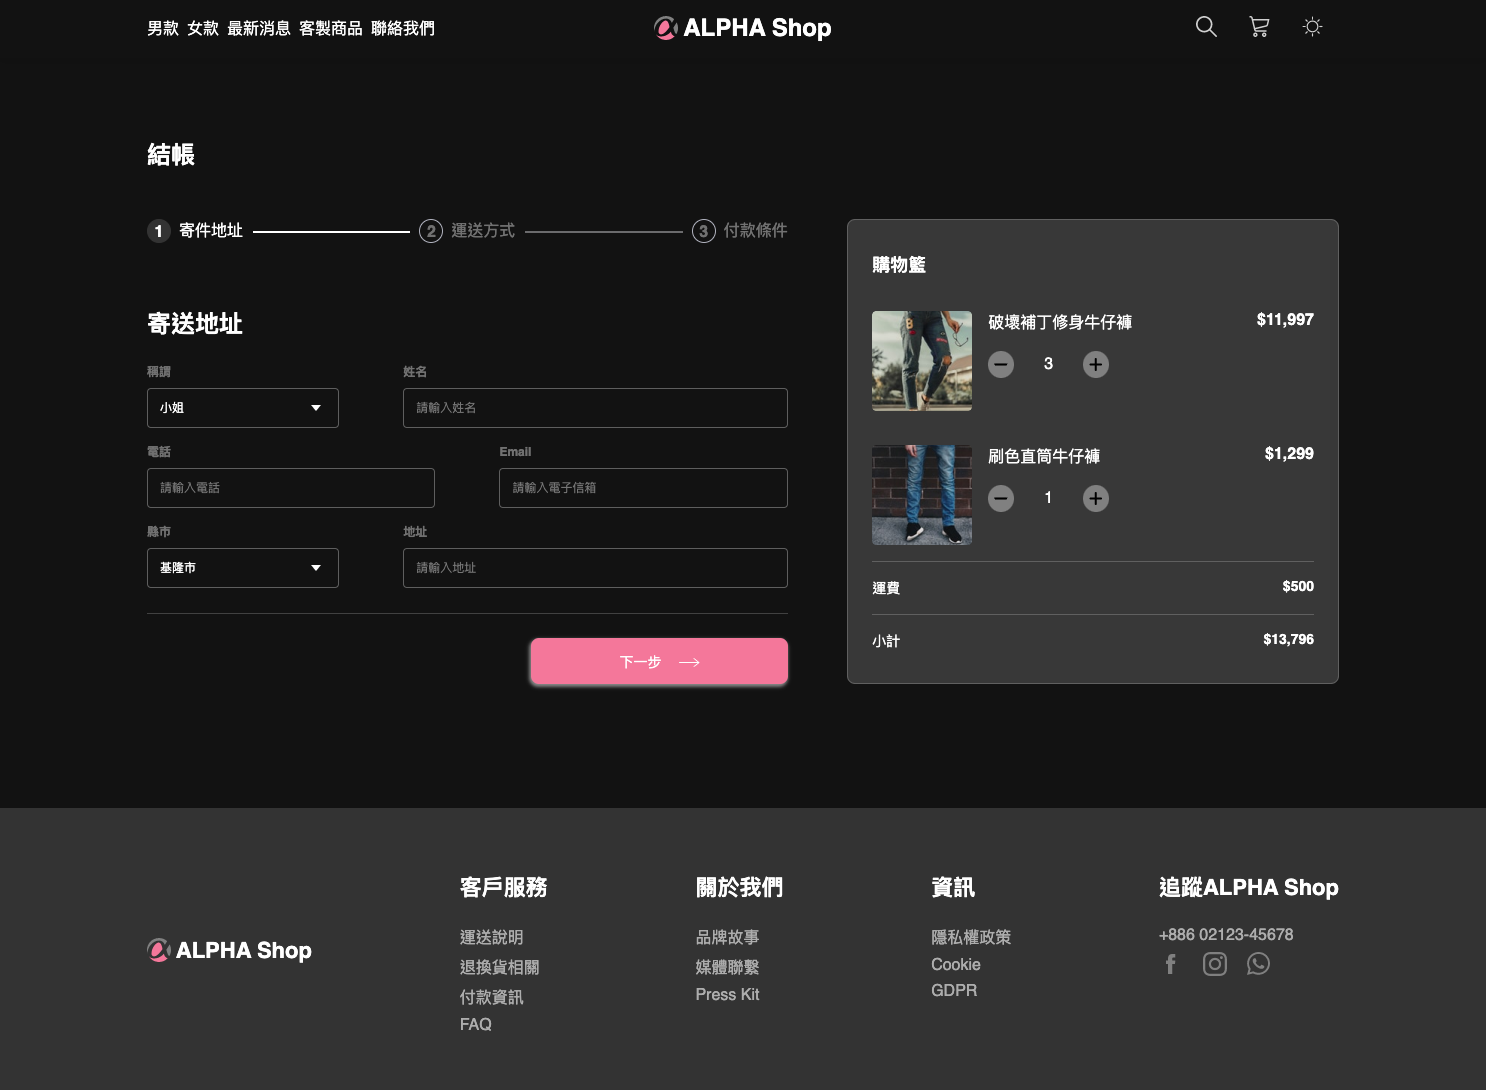 男款 女款 最新消息 客製商品 聯絡我們
ALPHA Shop
結帳
1 寄件地址
2 運送方式
3 付款條件
寄送地址
稱謂
姓名
小姐
請輸入姓名
電話
Email
請輸入電話
請輸入電子信箱
縣市
地址
基隆市
請輸入地址
下一步
購物籃
破壞補丁修身牛仔褲
$11,997
3
刷色直筒牛仔褲
$1,299
1
運費
$500
小計
$13,796
ALPHA Shop
客戶服務
運送說明
退換貨相關
付款資訊
FAQ
關於我們
品牌故事
媒體聯繫
Press Kit
資訊
隱私權政策
Cookie
GDPR
追蹤ALPHA Shop
+886 02123-45678